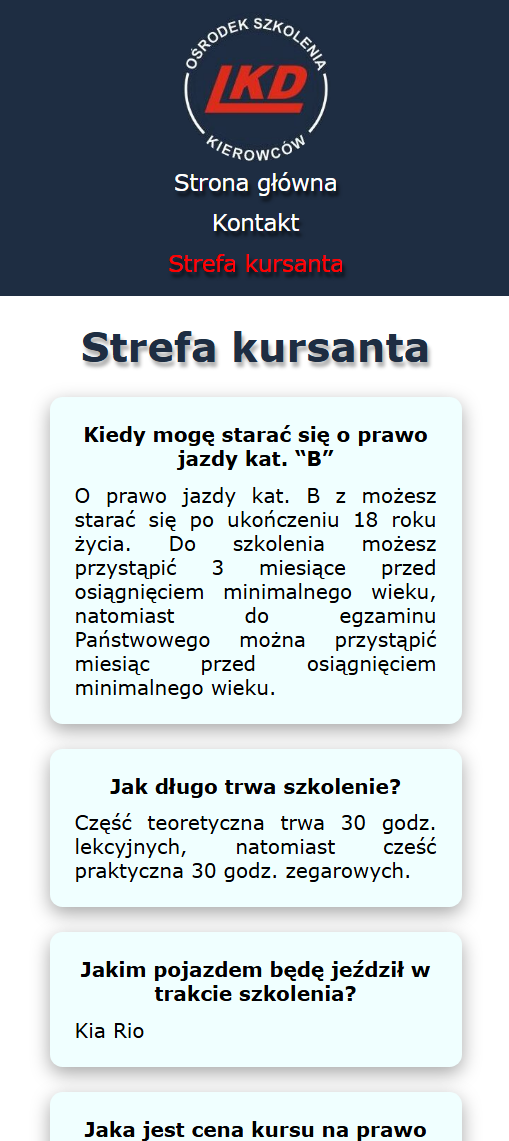 OŚRODEK SZKOLENIA
LKD
KIEROWCÓW
Strona główna
Kontakt
Strefa kursanta
Strefa kursanta
Kiedy mogę starać się o prawo
jazdy kat. “B”
O prawo jazdy kat. B z możesz
starać się po ukończeniu 18 roku
życia. Do szkolenia możesz
przystąpić 3 miesiące przed
osiągnięciem minimalnego wieku,
natomiast do egzaminu
Państwowego można przystąpić
miesiąc przed osiągnięciem
minimalnego wieku.
Jak długo trwa szkolenie?
Część teoretyczna trwa 30 godz.
lekcyjnych, natomiast cześć
praktyczna 30 godz. zegarowych.
Jakim pojazdem będę jeździł w
trakcie szkolenia?
Kia Rio
Jaka jest cena kursu na prawo